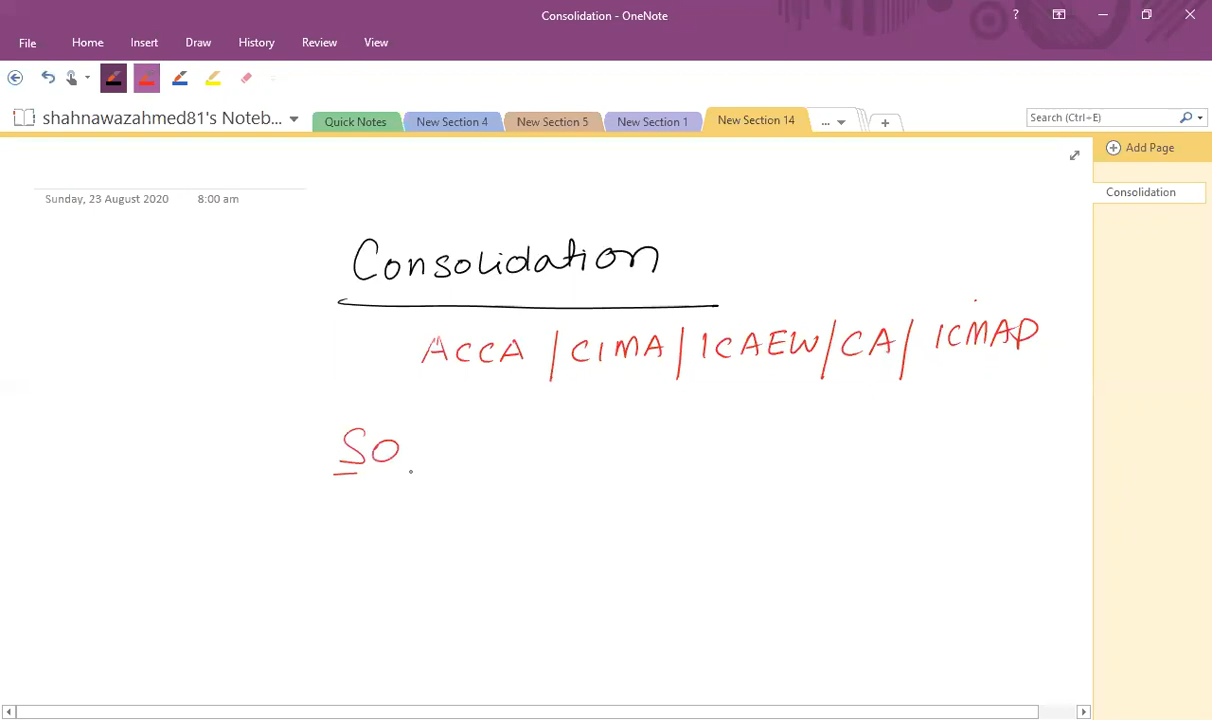 Consolidation - OneNote
?
File Home Insert Draw History Review View
shahnawazahmed81's Noteb... Quick Notes New Section 4 New Section 5 New Section 1 New Section 14 ... Search (Ctrl+E)
Add Page
Consolidation
Sunday, 23 August 2020 8:00 am
Consolidation
ACCA / CIMA / ICAEW / CA / ICMAP
SO